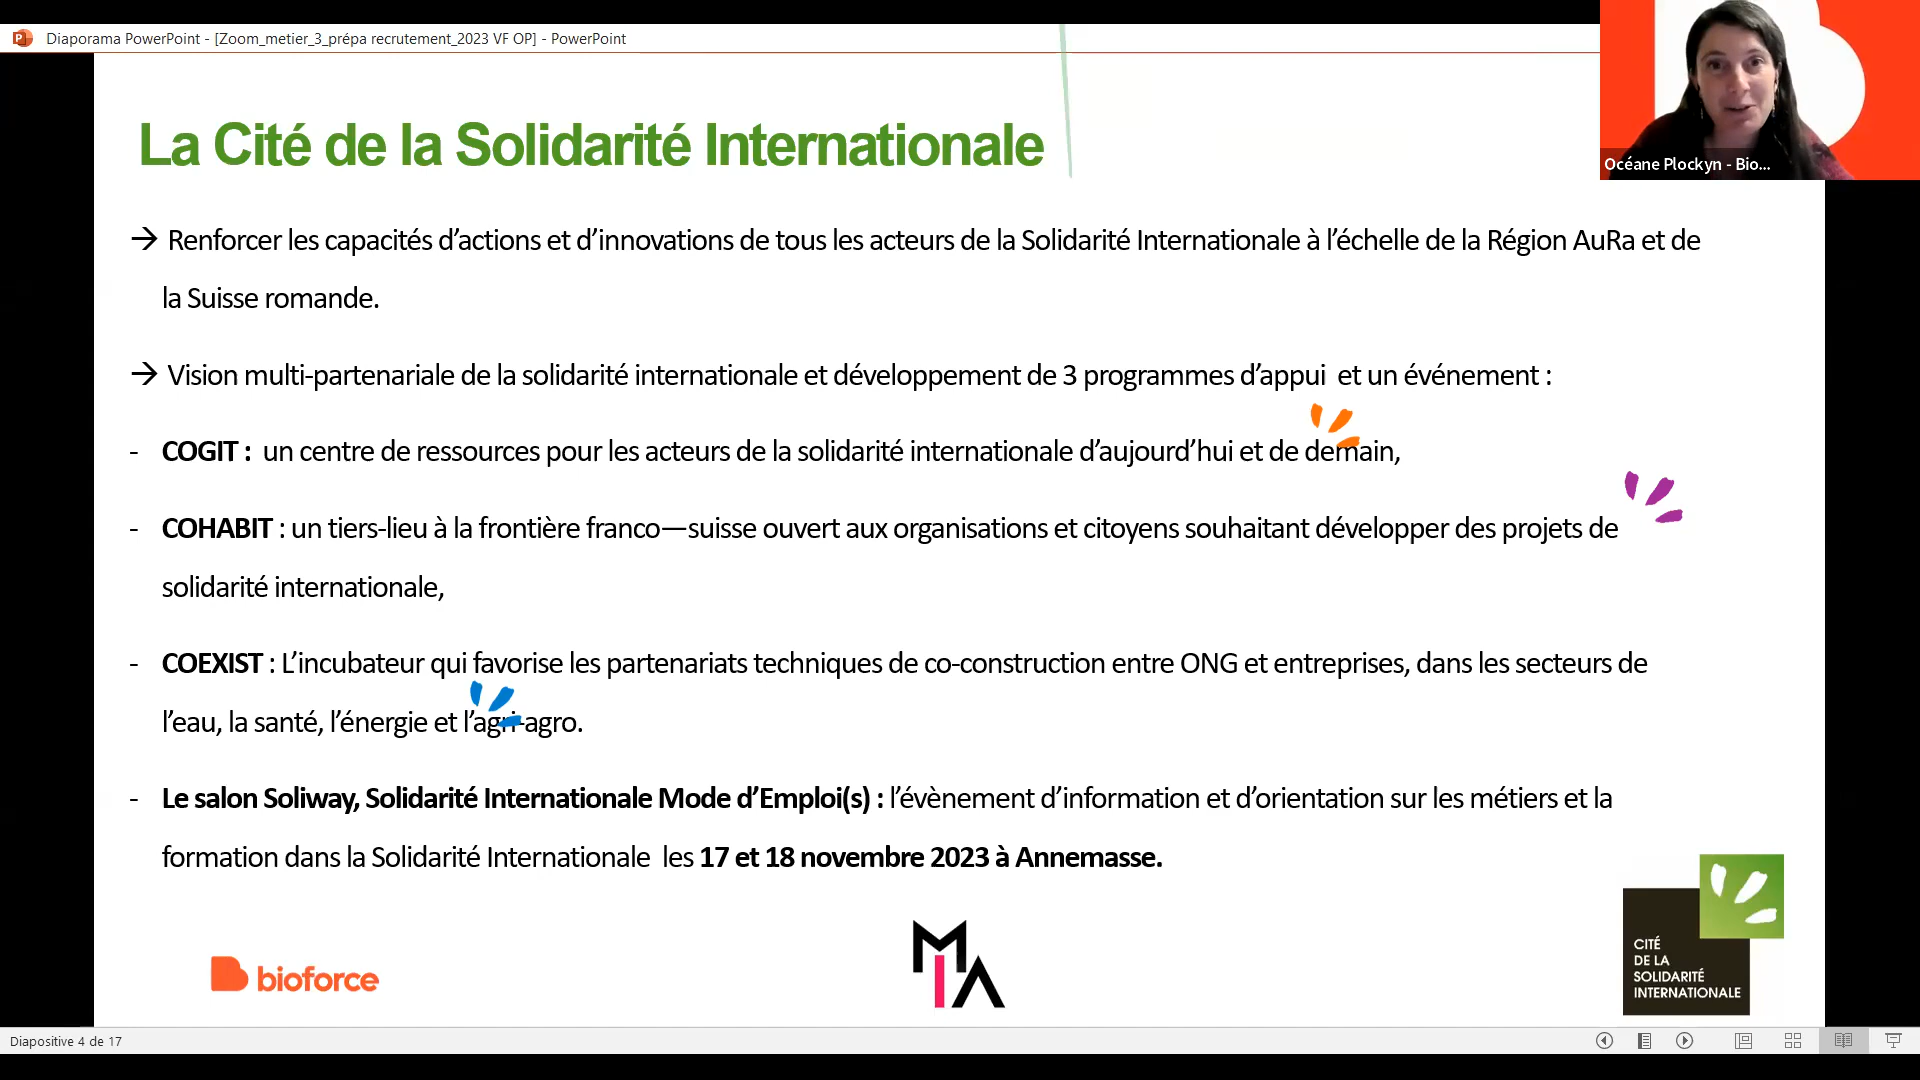 Diaporama PowerPoint - [Zoom_metier_3_prépa recrutement_2023 VF OP] - PowerPoint
Océane Plockyn - Bio...
La Cité de la Solidarité Internationale
→ Renforcer les capacités d’actions et d’innovations de tous les acteurs de la Solidarité Internationale à l’échelle de la Région AuRa et de
la Suisse romande.
→ Vision multi-partenariale de la solidarité internationale et développement de 3 programmes d’appui et un événement :
- COGIT : un centre de ressources pour les acteurs de la solidarité internationale d’aujourd’hui et de demain,
- COHABIT : un tiers-lieu à la frontière franco—suisse ouvert aux organisations et citoyens souhaitant développer des projets de
solidarité internationale,
- COEXIST : L’incubateur qui favorise les partenariats techniques de co-construction entre ONG et entreprises, dans les secteurs de
l’eau, la santé, l’énergie et l’agri-agro.
- Le salon Soliway, Solidarité Internationale Mode d’Emploi(s) : l’évènement d’information et d’orientation sur les métiers et la
formation dans la Solidarité Internationale les 17 et 18 novembre 2023 à Annemasse.
bioforce
MIA
CITÉ
DE LA
SOLIDARITÉ
INTERNATIONALE
Diapositive 4 de 17